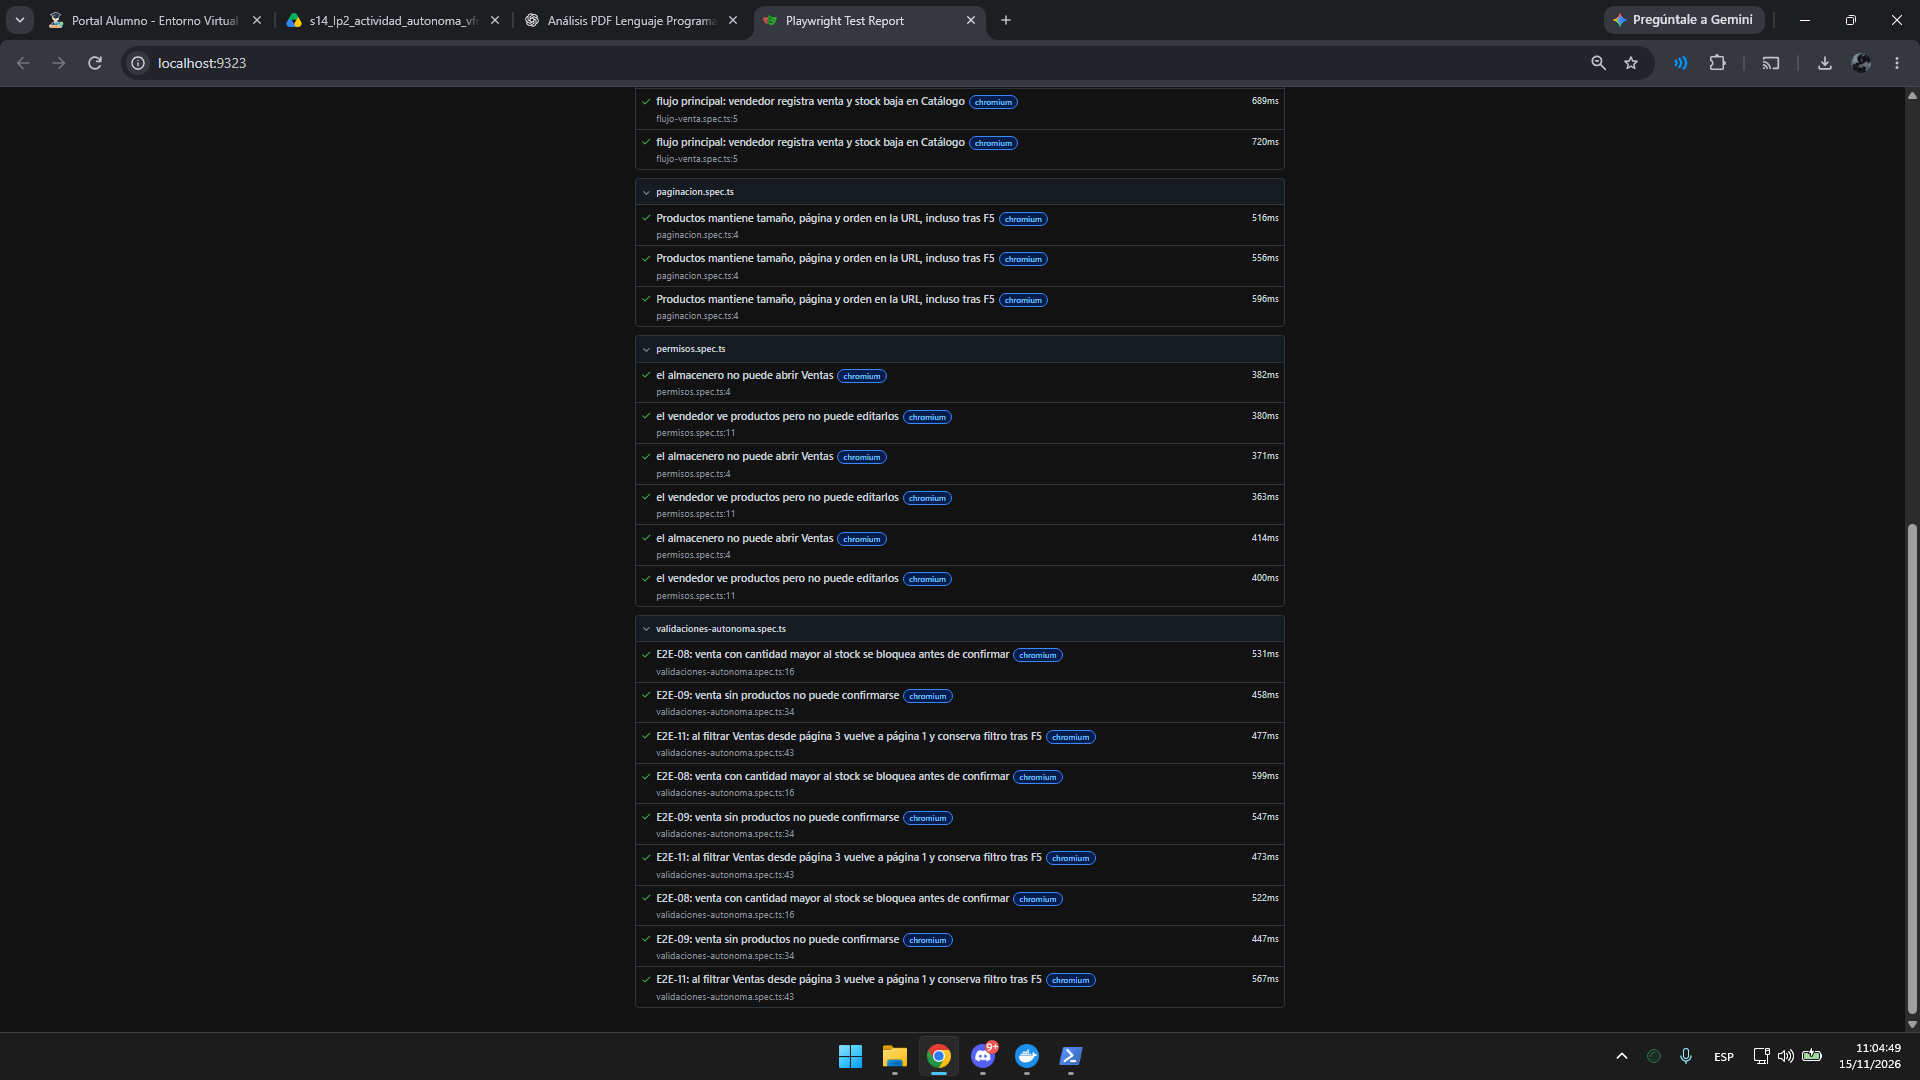 Portal Alumno - Entorno Virtual
s14_lp2_actividad_autonoma_vf
Análisis PDF Lenguaje Programa
Playwright Test Report
Pregúntale a Gemini
localhost:9323
flujo principal: vendedor registra venta y stock baja en Catálogo chromium 689ms
flujo-venta.spec.ts:5
flujo principal: vendedor registra venta y stock baja en Catálogo chromium 720ms
flujo-venta.spec.ts:5
paginacion.spec.ts
Productos mantiene tamaño, página y orden en la URL, incluso tras F5 chromium 516ms
paginacion.spec.ts:4
Productos mantiene tamaño, página y orden en la URL, incluso tras F5 chromium 556ms
paginacion.spec.ts:4
Productos mantiene tamaño, página y orden en la URL, incluso tras F5 chromium 596ms
paginacion.spec.ts:4
permisos.spec.ts
el almacenero no puede abrir Ventas chromium 382ms
permisos.spec.ts:4
el vendedor ve productos pero no puede editarlos chromium 380ms
permisos.spec.ts:11
el almacenero no puede abrir Ventas chromium 371ms
permisos.spec.ts:4
el vendedor ve productos pero no puede editarlos chromium 363ms
permisos.spec.ts:11
el almacenero no puede abrir Ventas chromium 414ms
permisos.spec.ts:4
el vendedor ve productos pero no puede editarlos chromium 400ms
permisos.spec.ts:11
validaciones-autonoma.spec.ts
E2E-08: venta con cantidad mayor al stock se bloquea antes de confirmar chromium 531ms
validaciones-autonoma.spec.ts:16
E2E-09: venta sin productos no puede confirmarse chromium 458ms
validaciones-autonoma.spec.ts:34
E2E-11: al filtrar Ventas desde página 3 vuelve a página 1 y conserva filtro tras F5 chromium 477ms
validaciones-autonoma.spec.ts:43
E2E-08: venta con cantidad mayor al stock se bloquea antes de confirmar chromium 599ms
validaciones-autonoma.spec.ts:16
E2E-09: venta sin productos no puede confirmarse chromium 547ms
validaciones-autonoma.spec.ts:34
E2E-11: al filtrar Ventas desde página 3 vuelve a página 1 y conserva filtro tras F5 chromium 473ms
validaciones-autonoma.spec.ts:43
E2E-08: venta con cantidad mayor al stock se bloquea antes de confirmar chromium 522ms
validaciones-autonoma.spec.ts:16
E2E-09: venta sin productos no puede confirmarse chromium 447ms
validaciones-autonoma.spec.ts:34
E2E-11: al filtrar Ventas desde página 3 vuelve a página 1 y conserva filtro tras F5 chromium 567ms
validaciones-autonoma.spec.ts:43
9+
ESP
11:04:49
15/11/2026